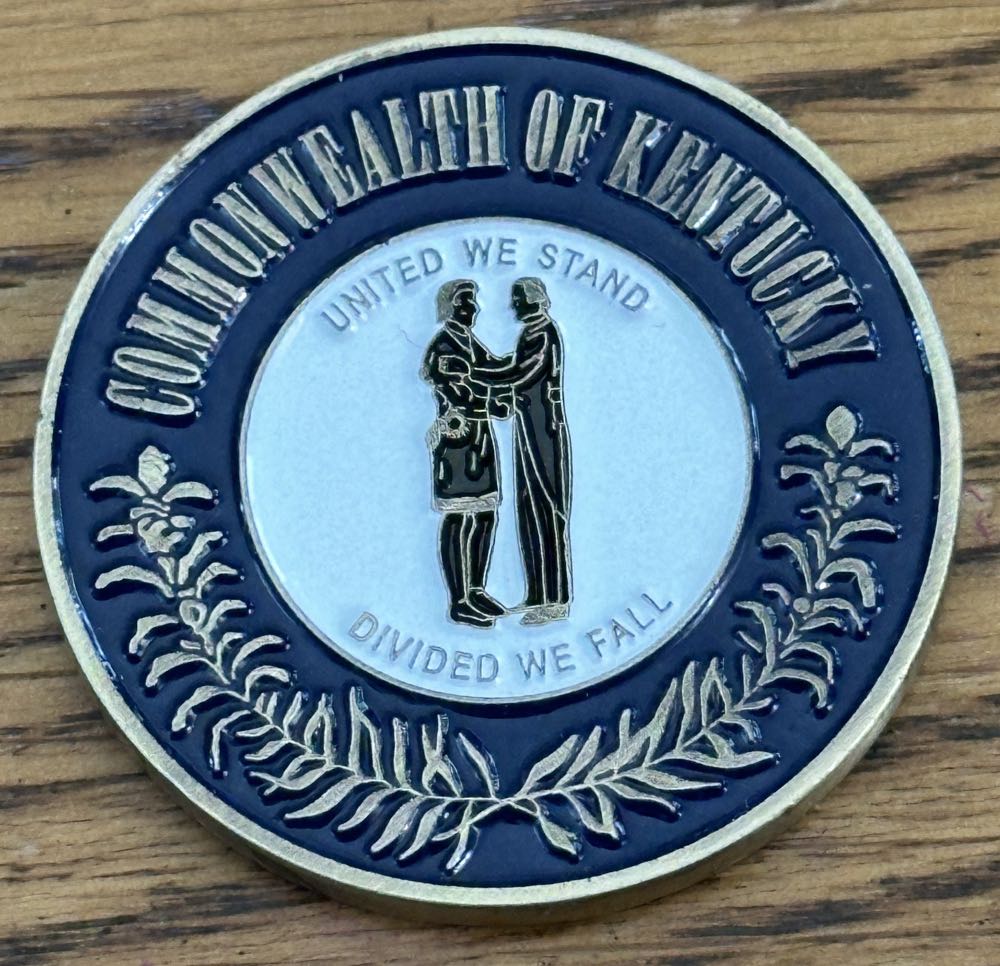 COMMONWEALTH OF KENTUCKY
UNITED WE STAND
DIVIDED WE FALL